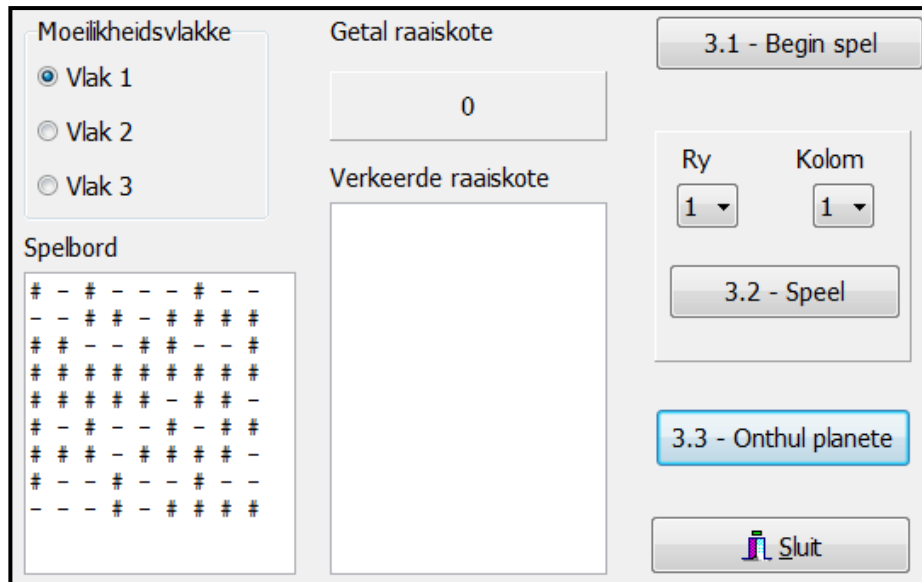 Moeilikheidsvlakke
Vlak 1
Vlak 2
Vlak 3
Getal raaiskote
0
Verkeerde raaiskote
3.1 - Begin spel
Ry Kolom
1 1
3.2 - Speel
3.3 - Onthul planete
Sluit
Spelbord
# - # - - - # - -
- - # # - # # # #
# # - - # # - - #
# # # # # # # # #
# # # # # - # # -
# - # - - # - # #
# # # - # # # # -
# - - # - - # - -
- - - # - # # # #